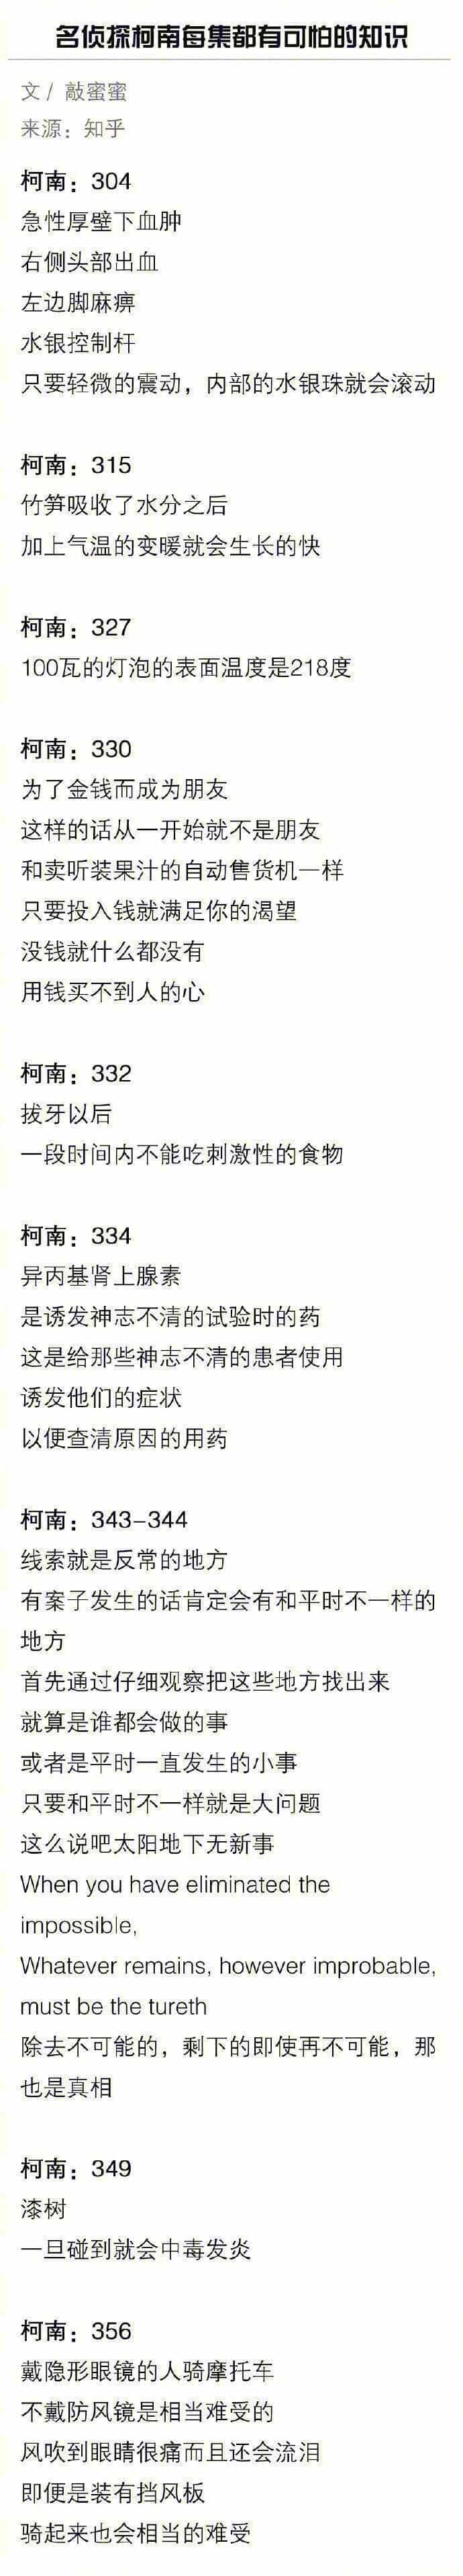 名侦探柯南每集都有可怕的知识
文 / 敲蜜蜜
来源：知乎
柯南：304
急性厚壁下血肿
右侧头部出血
左边脚麻痹
水银控制杆
只要轻微的震动，内部的水银珠就会滚动
柯南：315
竹笋吸收了水分之后
加上气温的变暖就会生长的快
柯南：327
100瓦的灯泡的表面温度是218度
柯南：330
为了金钱而成为朋友
这样的话从一开始就不是朋友
和卖听装果汁的自动售货机一样
只要投入钱就满足你的渴望
没钱就什么都没有
用钱买不到人的心
柯南：332
拔牙以后
一段时间内不能吃刺激性的食物
柯南：334
异丙基肾上腺素
是诱发神志不清的试验时的药
这是给那些神志不清的患者使用
诱发他们的症状
以便查清原因的用药
柯南：343-344
线索就是反常的地方
有案子发生的话肯定会有和平时不一样的
地方
首先通过仔细观察把这些地方找出来
就算是谁都会做的事
或者是平时一直发生的小事
只要和平时不一样就是大问题
这么说吧太阳地下无新事
When you have eliminated the
impossible,
Whatever remains, however improbable,
must be the tureth
除去不可能的，剩下的即使再不可能，那
也是真相
柯南：349
漆树
一旦碰到就会中毒发炎
柯南：356
戴隐形眼镜的人骑摩托车
不戴防风镜是相当难受的
风吹到眼睛很痛而且还会流泪
即便是装有挡风板
骑起来也会相当的难受